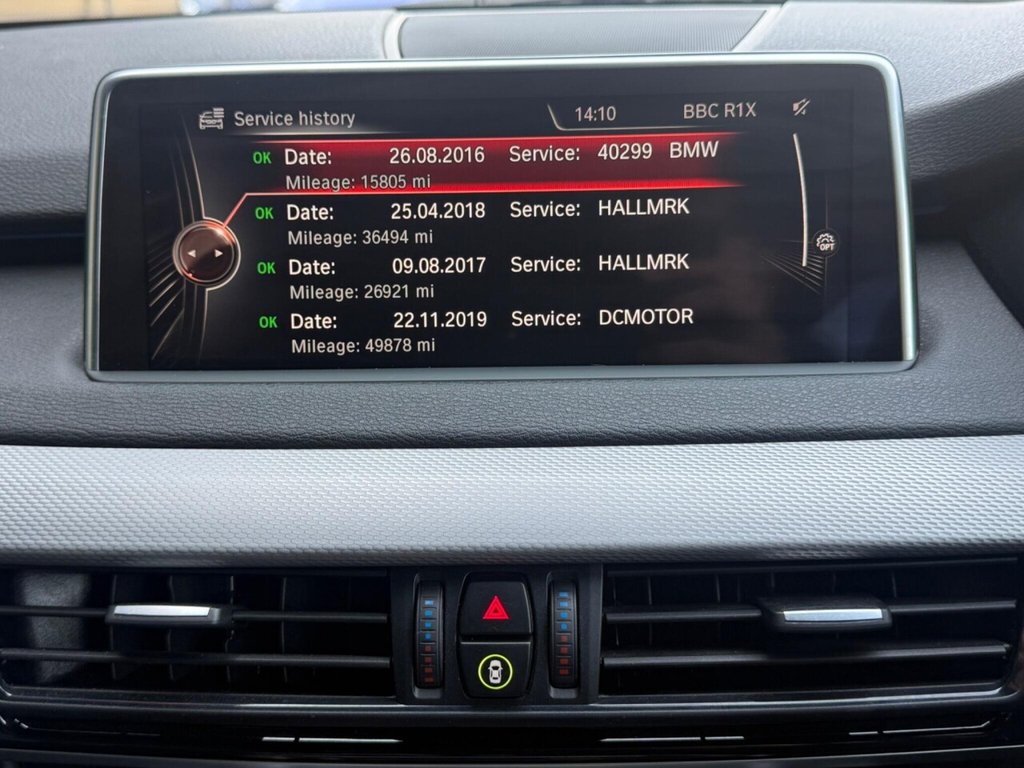 Service history 14:10 BBC R1X
OK Date: 26.08.2016 Service: 40299 BMW
Mileage: 15805 mi
OK Date: 25.04.2018 Service: HALLMRK
Mileage: 36494 mi
OK Date: 09.08.2017 Service: HALLMRK
Mileage: 26921 mi
OK Date: 22.11.2019 Service: DCMOTOR
Mileage: 49878 mi
OPT